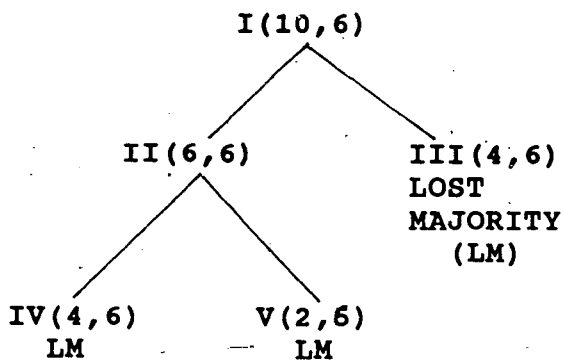 I(10,6)
II(6,6)
III(4,6)
LOST
MAJORITY
(LM)
IV(4,6)
LM
V(2,6)
LM